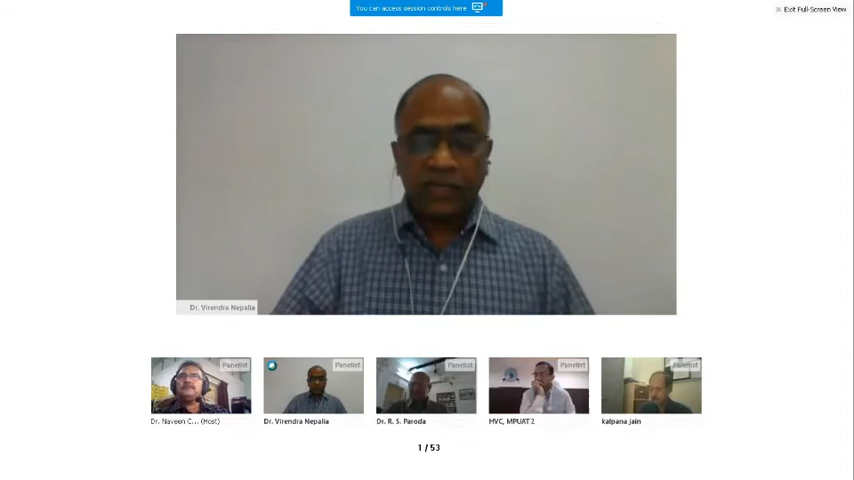 You can access session controls here
Exit Full-Screen View
Dr. Virendra Nepalia
Panelist
Panelist
Panelist
Panelist
Panelist
Dr. Naveen C... (Host)
Dr. Virendra Nepalia
Dr. R. S. Paroda
HVC, MPUAT 2
kalpana jain
1 / 53